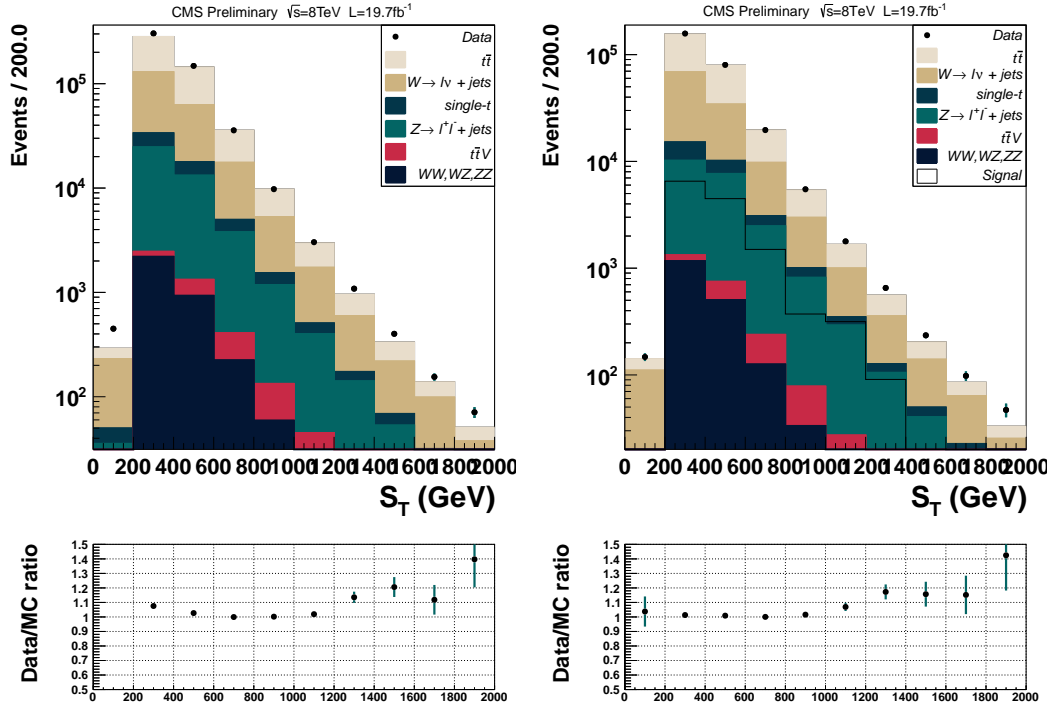 CMS Preliminary √s=8TeV L=19.7fb⁻¹
Events / 200.0
10⁵
10⁴
10³
10²
Data
tt̅
W→ lν + jets
single-t
Z→ l⁺l⁻ + jets
tt̅V
WW,WZ,ZZ
0 200 400 600 800 1000 1200 1400 1600 1800 2000
S_T (GeV)
Data/MC ratio
1.5
1.4
1.3
1.2
1.1
1
0.9
0.8
0.7
0.6
0.5
0 200 400 600 800 1000 1200 1400 1600 1800 2000
CMS Preliminary √s=8TeV L=19.7fb⁻¹
Events / 200.0
10⁵
10⁴
10³
10²
Data
tt̅
W→ lν + jets
single-t
Z→ l⁺l⁻ + jets
tt̅V
WW,WZ,ZZ
Signal
0 200 400 600 800 1000 1200 1400 1600 1800 2000
S_T (GeV)
Data/MC ratio
1.5
1.4
1.3
1.2
1.1
1
0.9
0.8
0.7
0.6
0.5
0 200 400 600 800 1000 1200 1400 1600 1800 2000